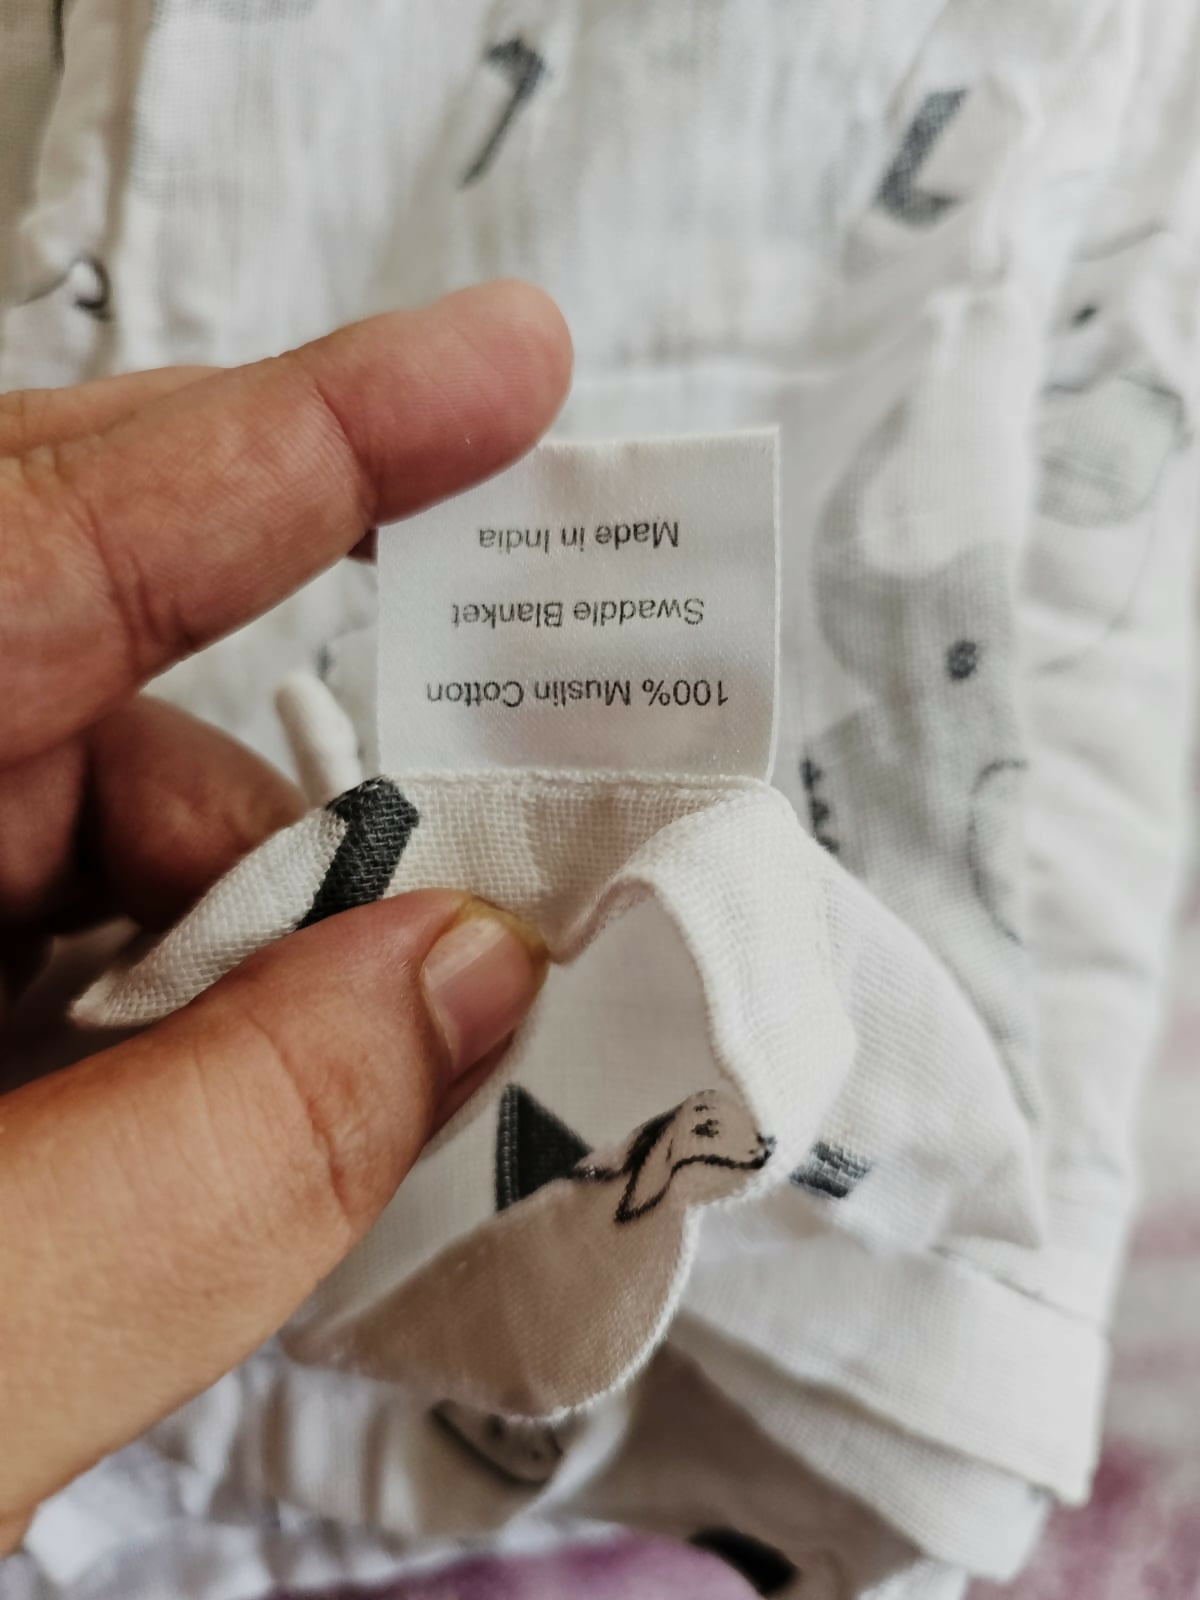 100% Muslin Cotton
Swaddle Blanket
Made in India